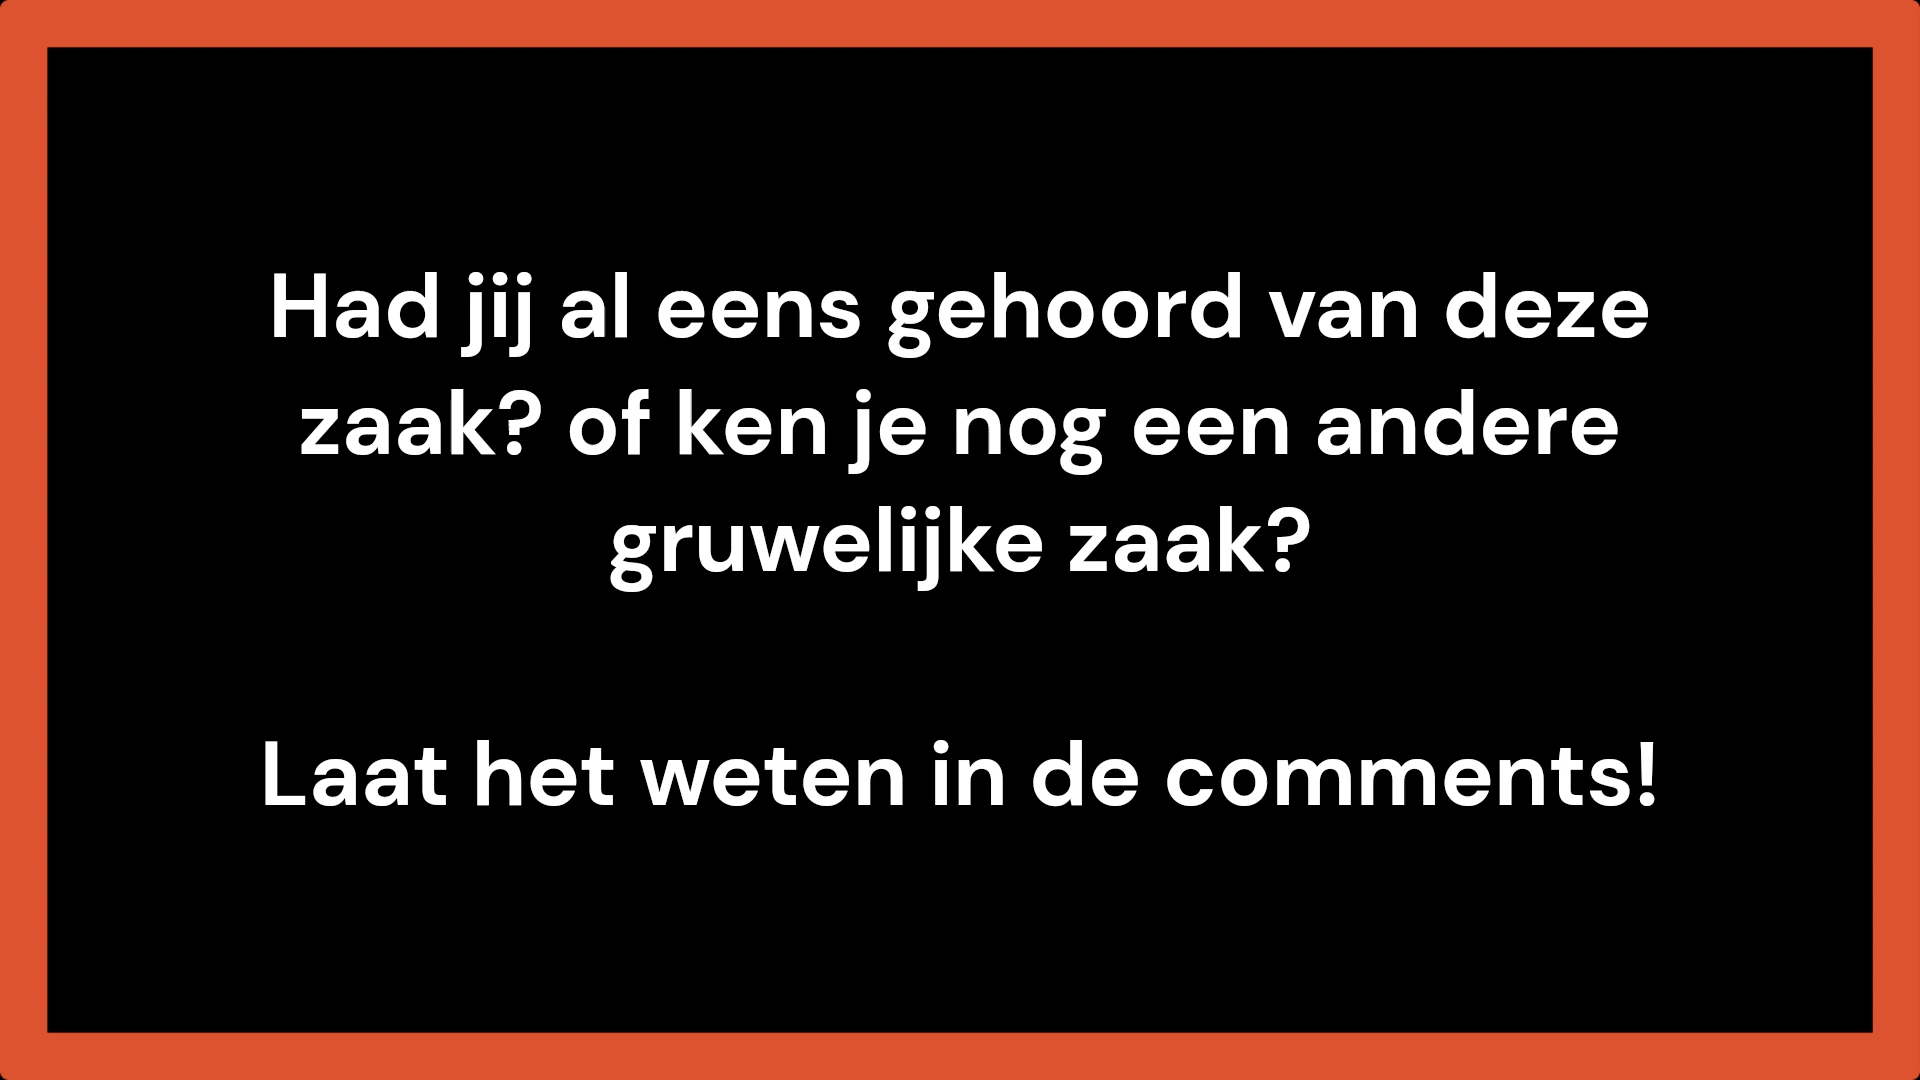 Had jij al eens gehoord van deze
zaak? of ken je nog een andere
gruwelijke zaak?
Laat het weten in de comments!